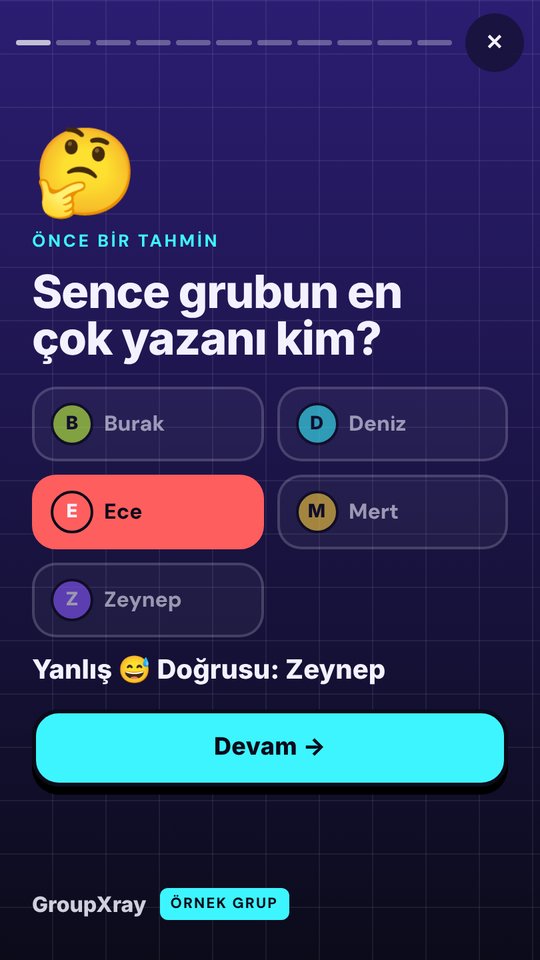 ÖNCE BİR TAHMİN
Sence grubun en
çok yazanı kim?
B Burak
D Deniz
E Ece
M Mert
Z Zeynep
Yanlış 😅 Doğrusu: Zeynep
Devam →
GroupXray ÖRNEK GRUP